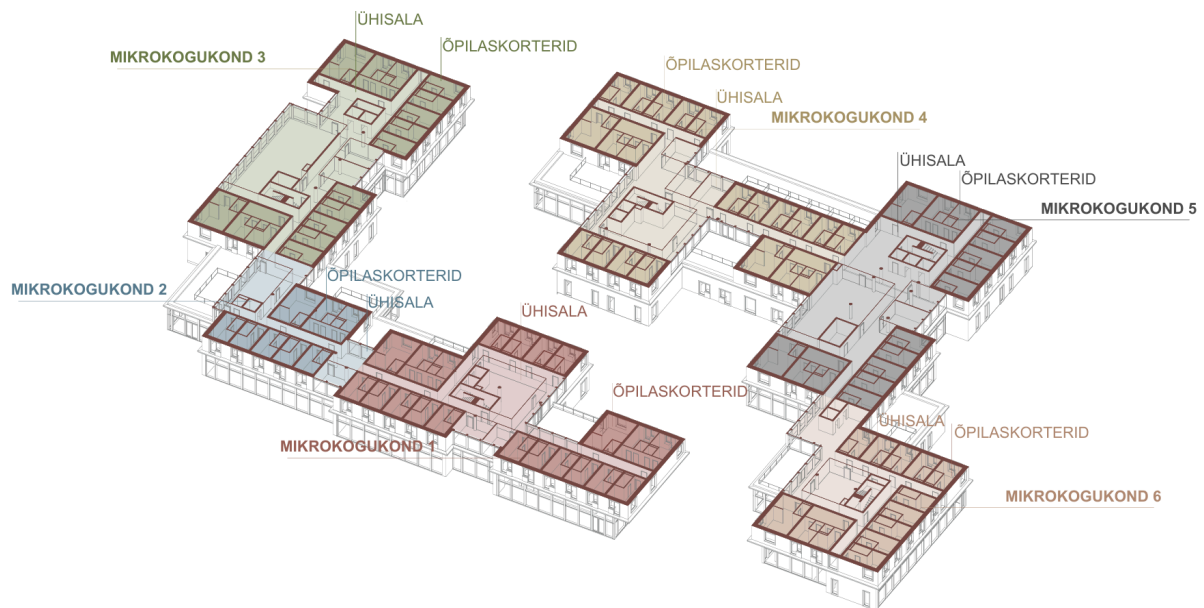 ÜHISALA
ÕPILASKORTERID
MIKROKOGUKOND 3
ÕPILASKORTERID
ÜHISALA
MIKROKOGUKOND 4
ÜHISALA
ÕPILASKORTERID
MIKROKOGUKOND 5
ÕPILASKORTERID
MIKROKOGUKOND 2
ÜHISALA
ÜHISALA
ÕPILASKORTERID
MIKROKOGUKOND 1
ÜHISALA
ÕPILASKORTERID
MIKROKOGUKOND 6